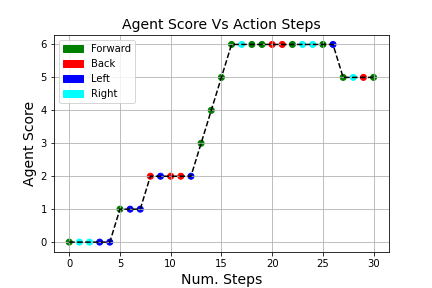 Agent Score Vs Action Steps
Agent Score
6
5
4
3
2
1
0
Forward
Back
Left
Right
0 5 10 15 20 25 30
Num. Steps